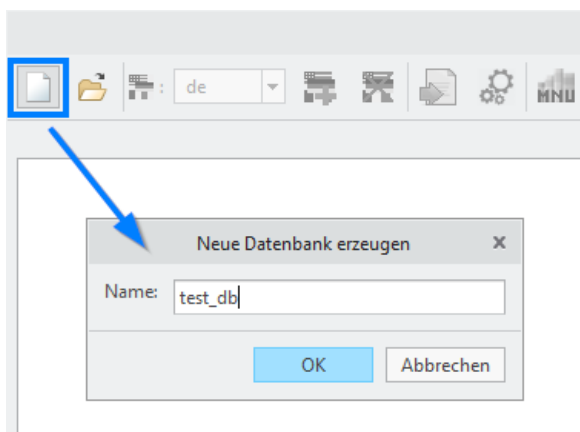 : de
MNU
Neue Datenbank erzeugen x
Name: test_db
OK Abbrechen